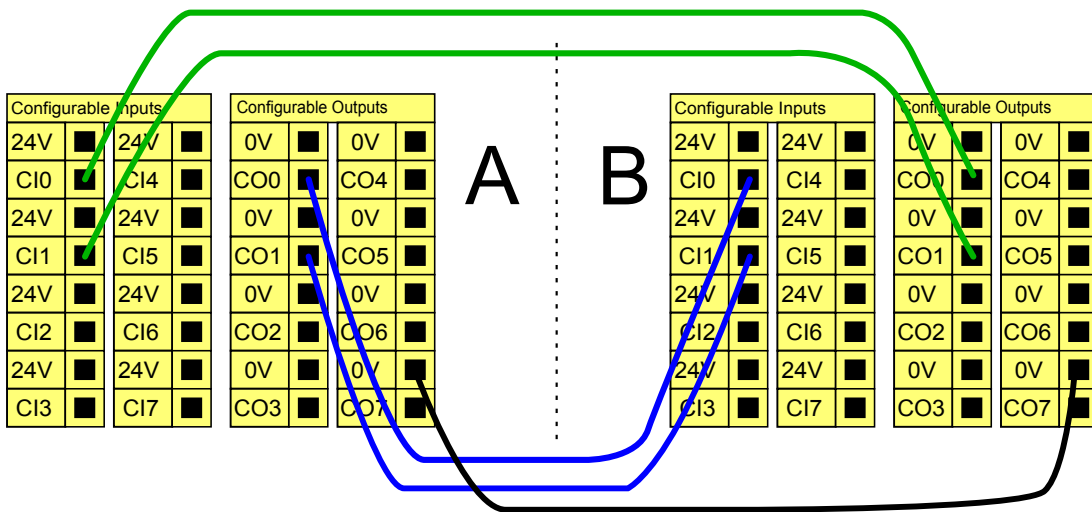 Configurable Inputs
24V 24V
CI0 CI4
24V 24V
CI1 CI5
24V 24V
CI2 CI6
24V 24V
CI3 CI7
Configurable Outputs
0V 0V
CO0 CO4
0V 0V
CO1 CO5
0V 0V
CO2 CO6
0V 0V
CO3 CO7
A
B
Configurable Inputs
24V 24V
CI0 CI4
24V 24V
CI1 CI5
24V 24V
CI2 CI6
24V 24V
CI3 CI7
Configurable Outputs
0V 0V
CO0 CO4
0V 0V
CO1 CO5
0V 0V
CO2 CO6
0V 0V
CO3 CO7